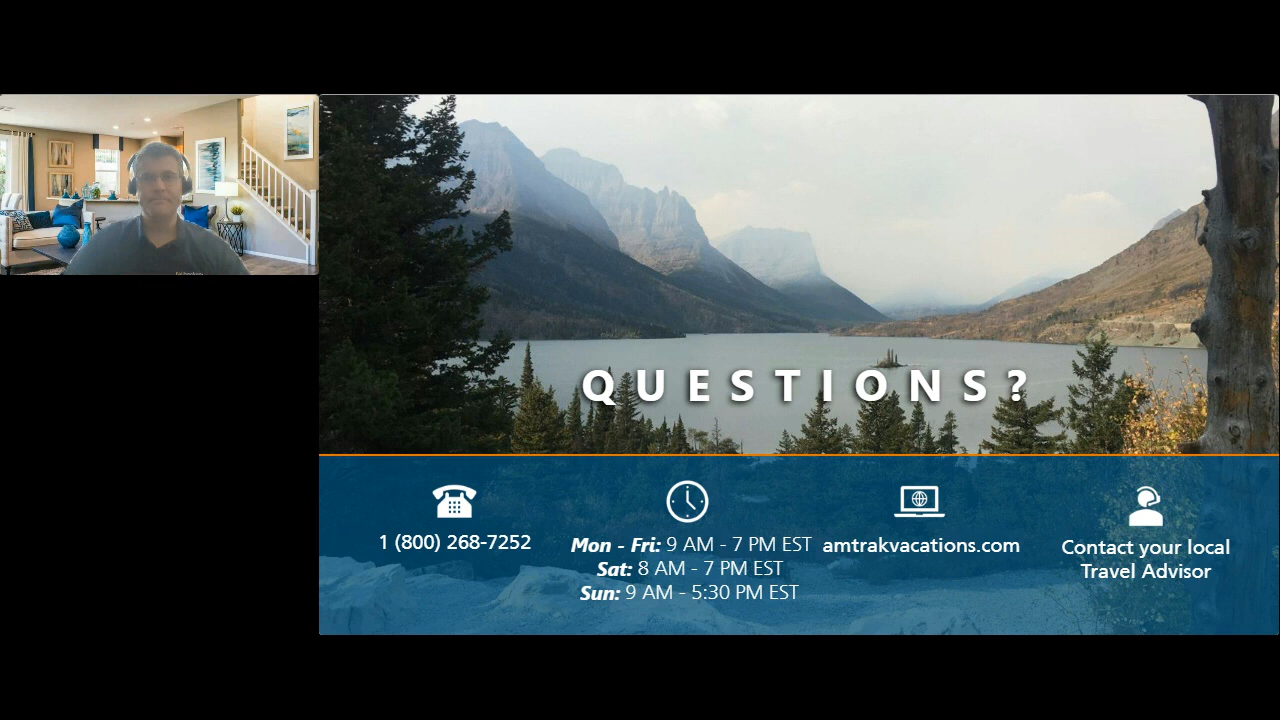 QUESTIONS?
1 (800) 268-7252
Mon - Fri: 9 AM - 7 PM EST
Sat: 8 AM - 7 PM EST
Sun: 9 AM - 5:30 PM EST
amtrakvacations.com
Contact your local
Travel Advisor